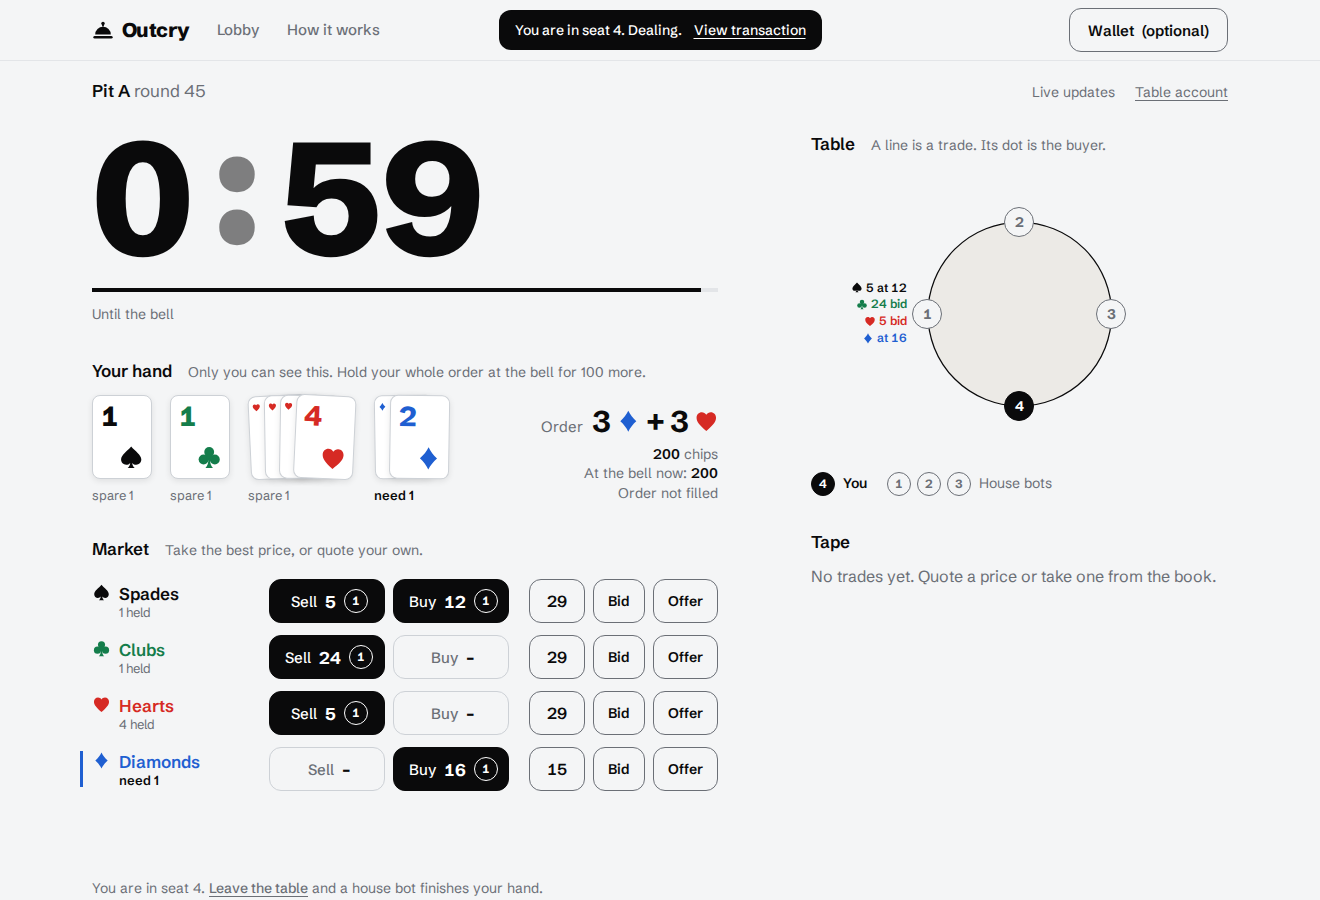 Outcry
Lobby
How it works
You are in seat 4. Dealing. View transaction
Wallet (optional)
Pit A round 45
Live updates
Table account
0:59
Until the bell
Table A line is a trade. Its dot is the buyer.
2
5 at 12
24 bid
5 bid
at 16
1
3
4
4 You 1 2 3 House bots
Your hand Only you can see this. Hold your whole order at the bell for 100 more.
1
1
4
2
spare 1
spare 1
spare 1
need 1
Order 3 + 3
200 chips
At the bell now: 200
Order not filled
Tape
No trades yet. Quote a price or take one from the book.
Market Take the best price, or quote your own.
Spades
1 held
Sell 5 1
Buy 12 1
29
Bid
Offer
Clubs
1 held
Sell 24 1
Buy –
29
Bid
Offer
Hearts
4 held
Sell 5 1
Buy –
29
Bid
Offer
Diamonds
need 1
Sell –
Buy 16 1
15
Bid
Offer
You are in seat 4. Leave the table and a house bot finishes your hand.